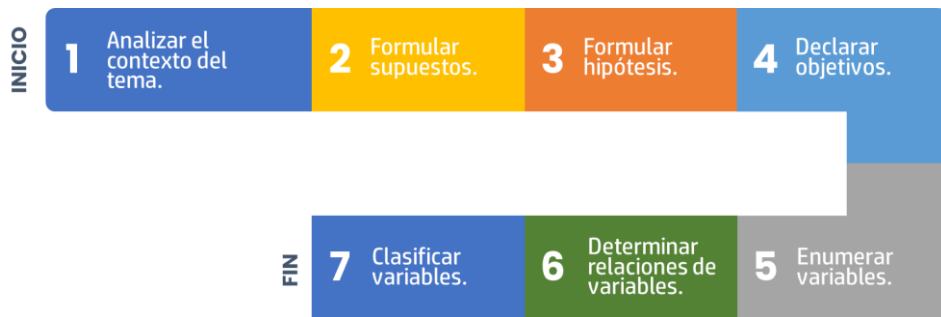 INICIO
1
Analizar el
contexto del
tema.
2
Formular
supuestos.
3
Formular
hipótesis.
4
Declarar
objetivos.
5
Enumerar
variables.
6
Determinar
relaciones de
variables.
7
Clasificar
variables.
FIN